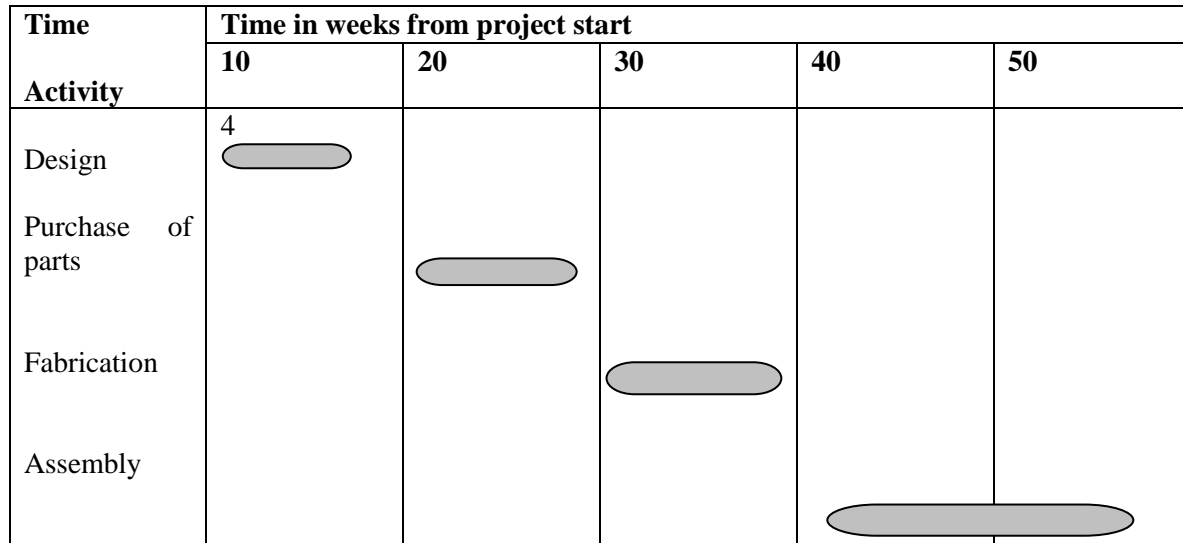 Time
Time in weeks from project start
Activity
10 20 30 40 50
4
Design
Purchase of
parts
Fabrication
Assembly